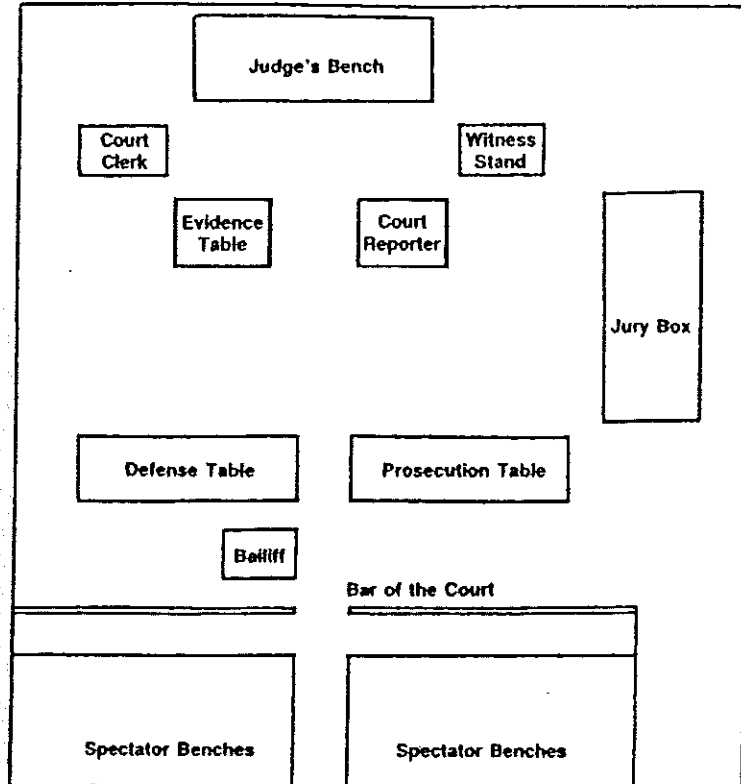 Judge's Bench
Court
Clerk
Witness
Stand
Evidence
Table
Court
Reporter
Jury Box
Defense Table
Prosecution Table
Bailiff
Bar of the Court
Spectator Benches
Spectator Benches